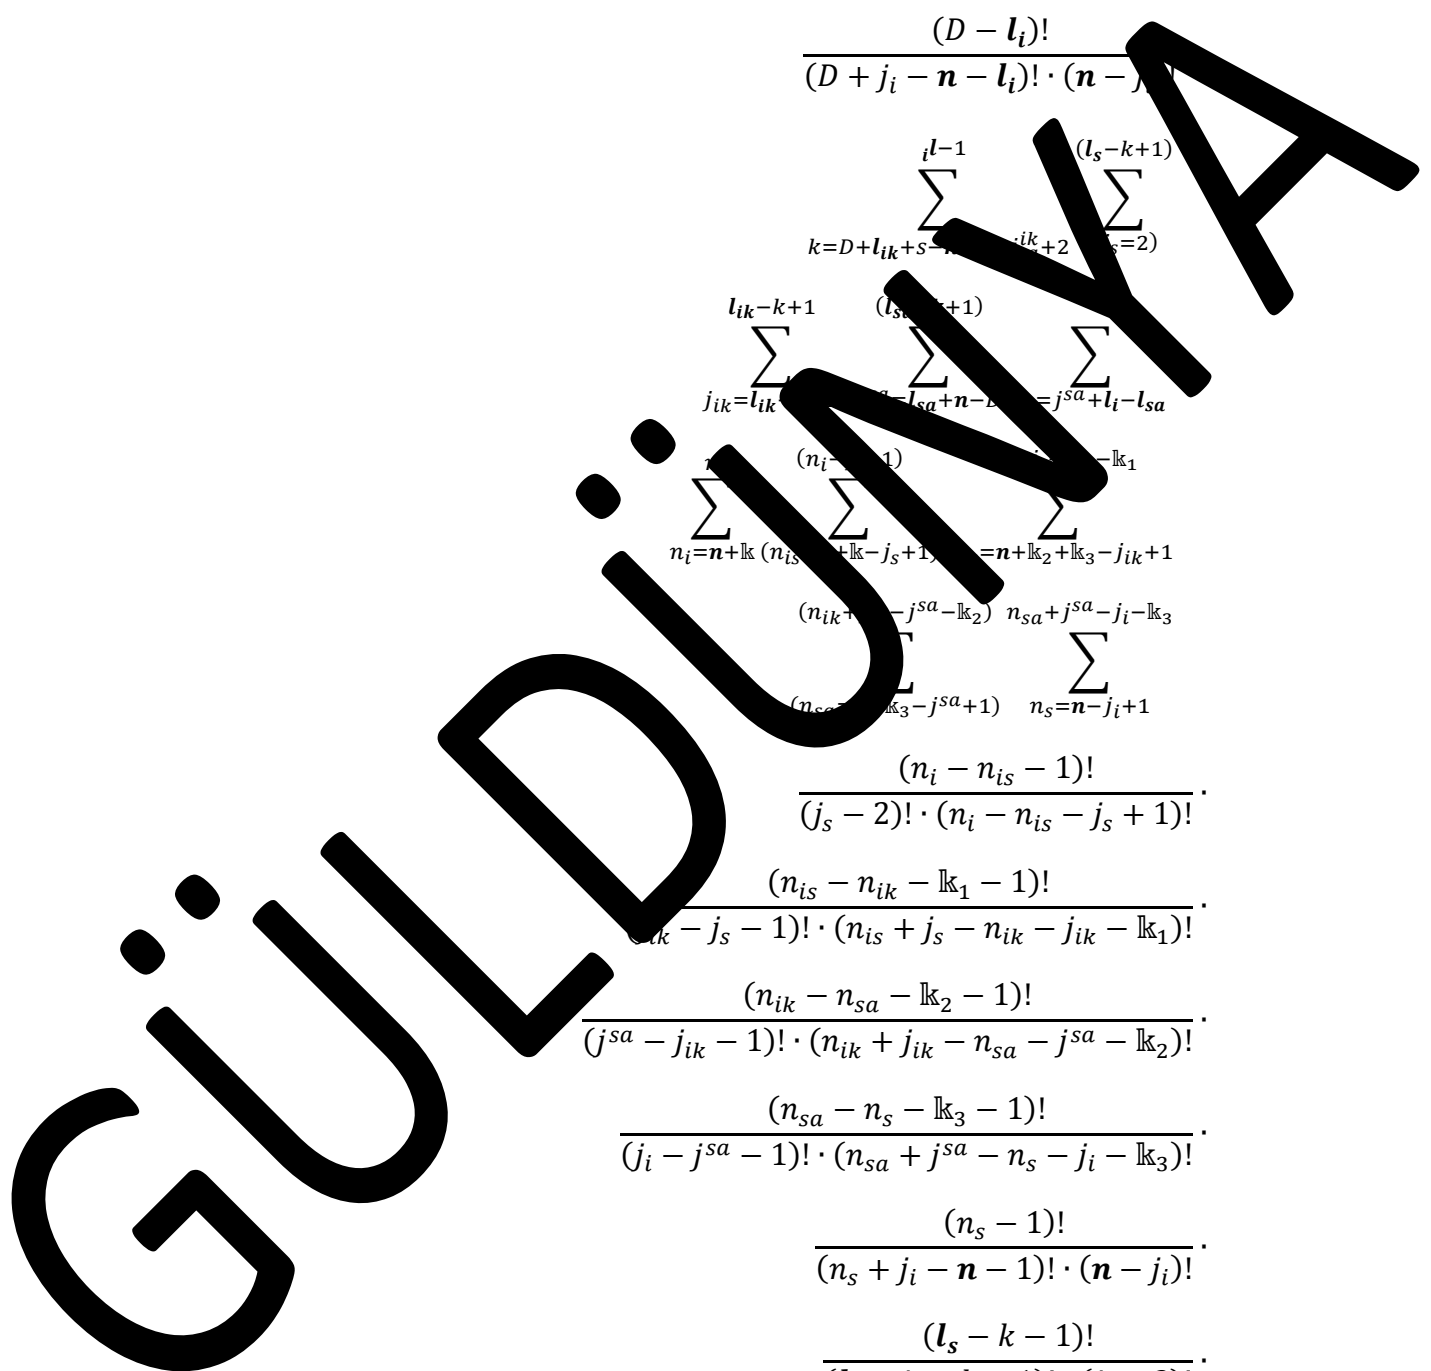 (D − l_i)!
(D + j_i − n − l_i)! · (n − j
_il−1 (l_s−k+1)
∑ ∑
k=D+l_ik+s− +2 =2)
l_ik−k+1 +1)
∑ ∑ ∑
j_ik=l_ik l_sa+n− =j^sa+l_i−l_sa
(n_i− 1) −𝕜_1
∑ ∑ ∑
n_i=n+𝕜 (n_is +𝕜−j_s+1) =n+𝕜_2+𝕜_3−j_ik+1
(n_ik+ −j^sa−𝕜_2) n_sa+j^sa−j_i−𝕜_3
∑ ∑
(n_sa= 𝕜_3−j^sa+1) n_s=n−j_i+1
(n_i − n_is − 1)!
(j_s − 2)! · (n_i − n_is − j_s + 1)! ·
(n_is − n_ik − 𝕜_1 − 1)!
− j_s − 1)! · (n_is + j_s − n_ik − j_ik − 𝕜_1)! ·
(n_ik − n_sa − 𝕜_2 − 1)!
(j^sa − j_ik − 1)! · (n_ik + j_ik − n_sa − j^sa − 𝕜_2)! ·
(n_sa − n_s − 𝕜_3 − 1)!
(j_i − j^sa − 1)! · (n_sa + j^sa − n_s − j_i − 𝕜_3)! ·
(n_s − 1)!
(n_s + j_i − n − 1)! · (n − j_i)! ·
(l_s − k − 1)!
GÜLDÜNYA